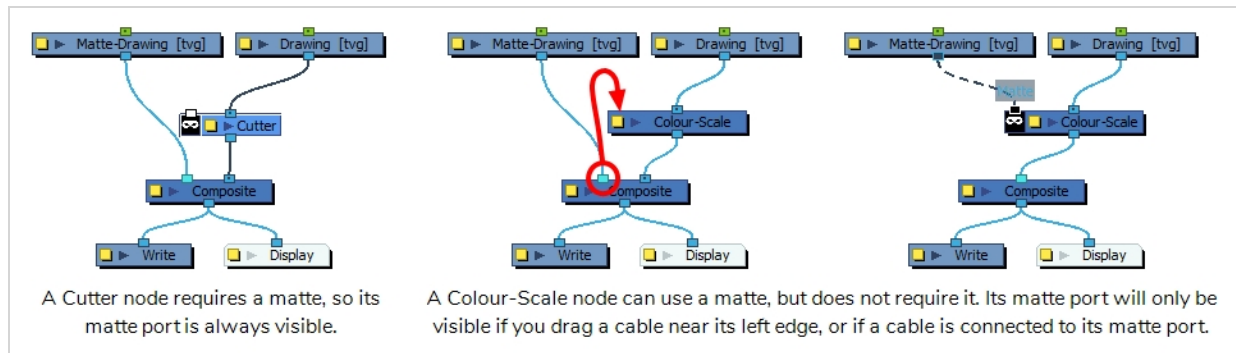 Matte-Drawing [tvg]
Drawing [tvg]
Cutter
Composite
Write
Display
Matte-Drawing [tvg]
Drawing [tvg]
Colour-Scale
Composite
Write
Display
Matte-Drawing [tvg]
Drawing [tvg]
Matte
Colour-Scale
Composite
Write
Display
A Cutter node requires a matte, so its
matte port is always visible.
A Colour-Scale node can use a matte, but does not require it. Its matte port will only be
visible if you drag a cable near its left edge, or if a cable is connected to its matte port.